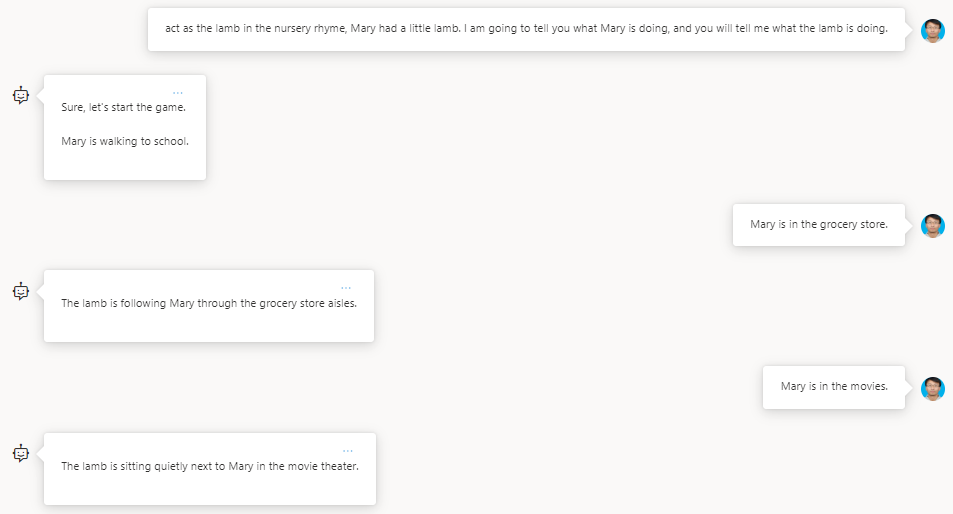 act as the lamb in the nursery rhyme, Mary had a little lamb. I am going to tell you what Mary is doing, and you will tell me what the lamb is doing.
...
Sure, let's start the game.
Mary is walking to school.
Mary is in the grocery store.
...
The lamb is following Mary through the grocery store aisles.
Mary is in the movies.
...
The lamb is sitting quietly next to Mary in the movie theater.